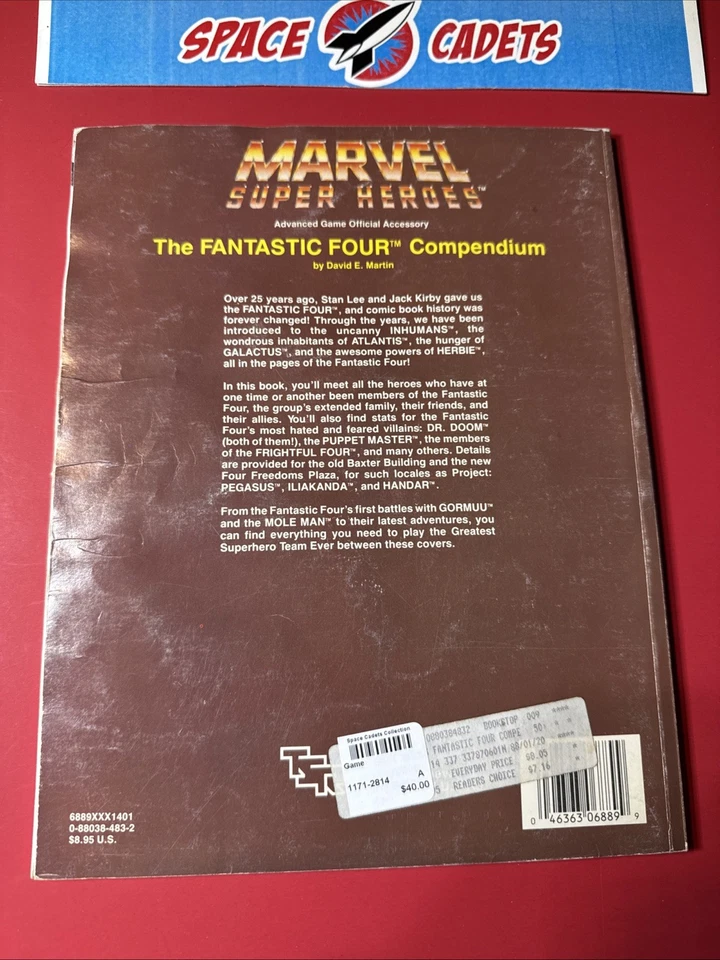 SPACE CADETS
MARVEL
SUPER HEROES™
Advanced Game Official Accessory
The FANTASTIC FOUR™ Compendium
by David E. Martin
Over 25 years ago, Stan Lee and Jack Kirby gave us
the FANTASTIC FOUR™, and comic book history was
forever changed! Through the years, we have been
introduced to the uncanny INHUMANS™, the
wondrous inhabitants of ATLANTIS™, the hunger of
GALACTUS™, and the awesome powers of HERBIE™,
all in the pages of the Fantastic Four!
In this book, you'll meet all the heroes who have at
one time or another been members of the Fantastic
Four, the group's extended family, their friends, and
their allies. You'll also find stats for the Fantastic
Four's most hated and feared villains: DR. DOOM™
(both of them!), the PUPPET MASTER™, the members
of the FRIGHTFUL FOUR™, and many others. Details
are provided for the old Baxter Building and the new
Four Freedoms Plaza, for such locales as Project:
PEGASUS™, ILIAKANDA™, and HANDAR™.
From the Fantastic Four's first battles with GORMUU™
and the MOLE MAN™ to their latest adventures, you
can find everything you need to play the Greatest
Superhero Team Ever between these covers.
Space Cadets Collection
Game
1171-2814 A
$40.00
BOOKSTOP 009
FANTASTIC FOUR COMPE
EVERYDAY PRICE $8.05
READERS CHOICE $7.16
6889XXX1401
0-88038-483-2
$8.95 U.S.
0 46363 06889 9